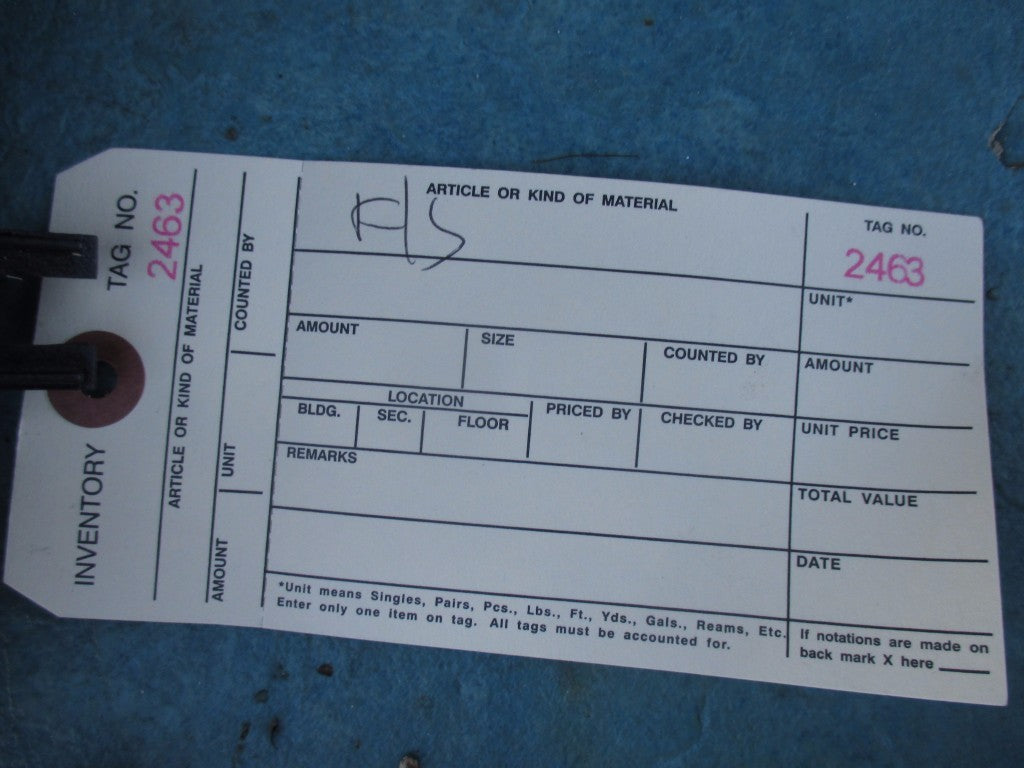 TAG NO.
2463
ARTICLE OR KIND OF MATERIAL
COUNTED BY
UNIT
AMOUNT
INVENTORY
ARTICLE OR KIND OF MATERIAL
TAG NO.
2463
UNIT*
AMOUNT SIZE COUNTED BY AMOUNT
LOCATION
BLDG. SEC. FLOOR PRICED BY CHECKED BY UNIT PRICE
REMARKS
TOTAL VALUE
DATE
*Unit means Singles, Pairs, Pcs., Lbs., Ft., Yds., Gals., Reams, Etc.
Enter only one item on tag. All tags must be accounted for.
If notations are made on
back mark X here